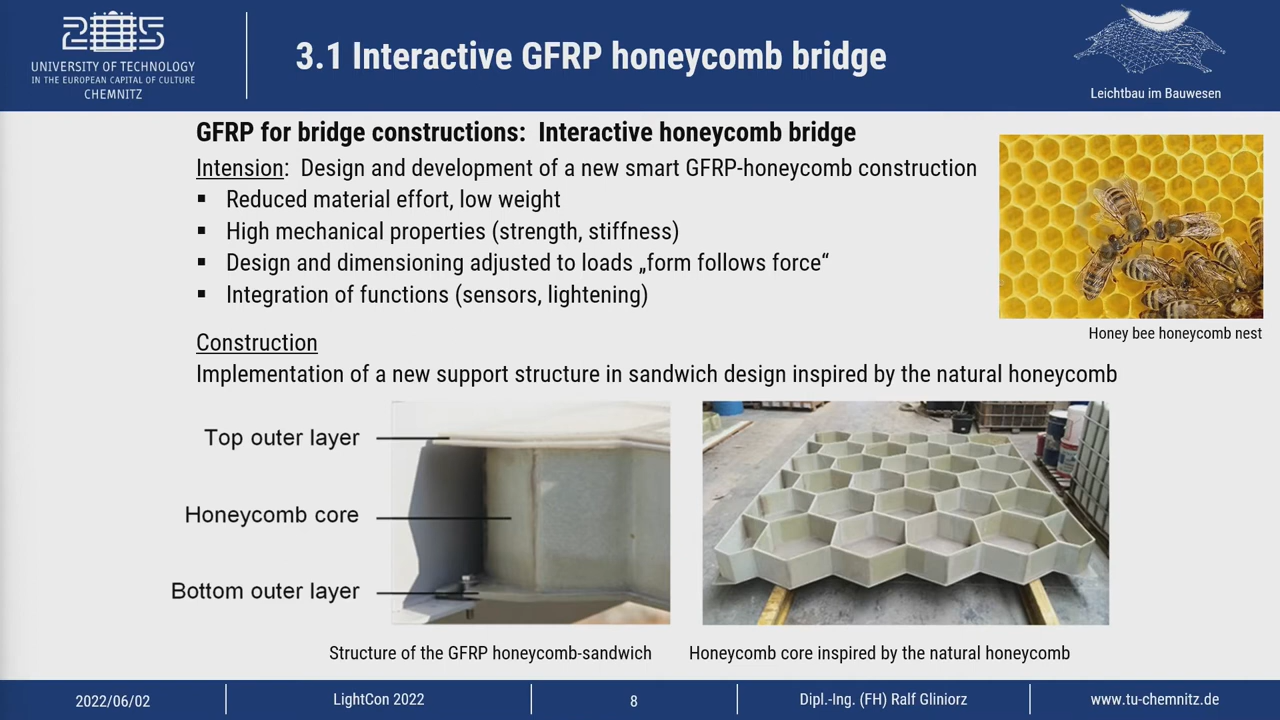 205
UNIVERSITY OF TECHNOLOGY
IN THE EUROPEAN CAPITAL OF CULTURE
CHEMNITZ
3.1 Interactive GFRP honeycomb bridge
Leichtbau im Bauwesen
GFRP for bridge constructions:  Interactive honeycomb bridge
Intension:  Design and development of a new smart GFRP-honeycomb construction
▪ Reduced material effort, low weight
▪ High mechanical properties (strength, stiffness)
▪ Design and dimensioning adjusted to loads „form follows force“
▪ Integration of functions (sensors, lightening)
Honey bee honeycomb nest
Construction
Implementation of a new support structure in sandwich design inspired by the natural honeycomb
Top outer layer
Honeycomb core
Bottom outer layer
Structure of the GFRP honeycomb-sandwich
Honeycomb core inspired by the natural honeycomb
2022/06/02
LightCon 2022
8
Dipl.-Ing. (FH) Ralf Gliniorz
www.tu-chemnitz.de